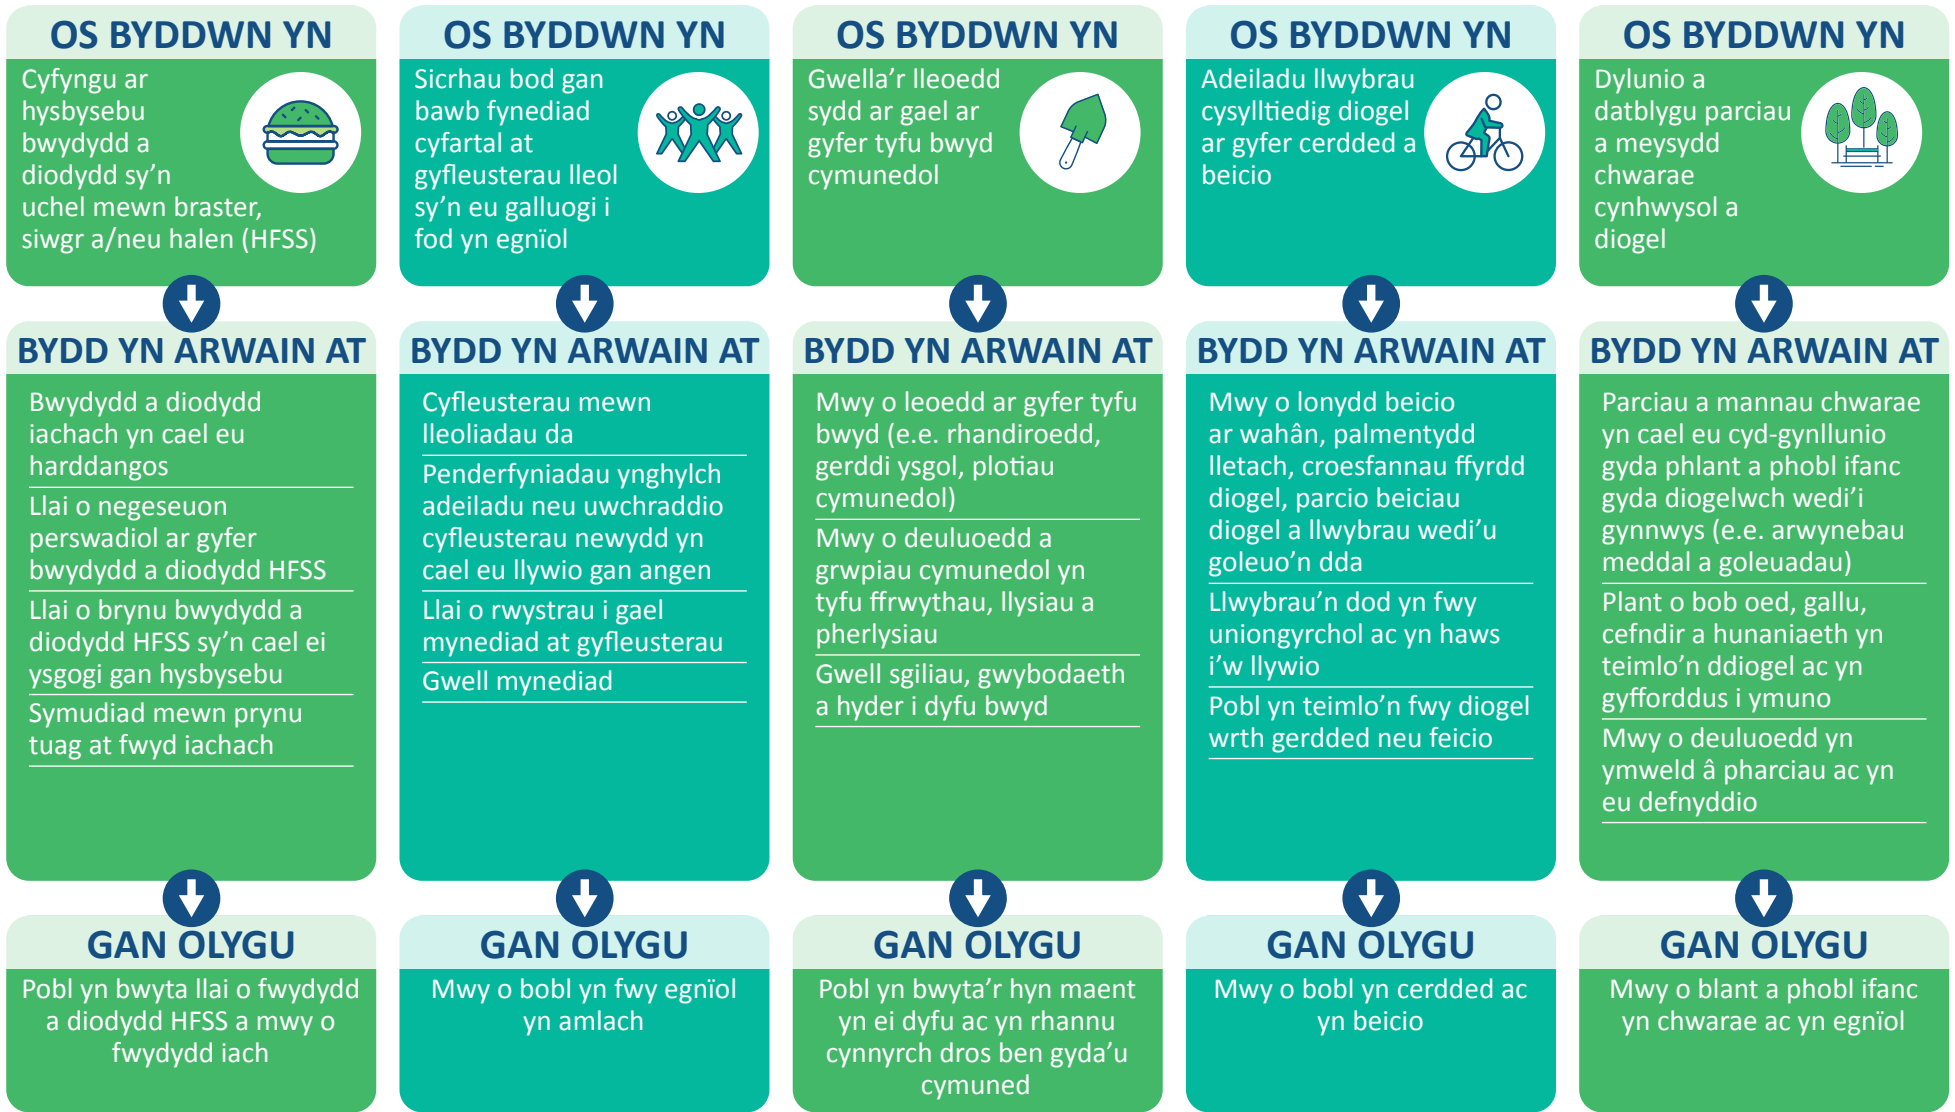 OS BYDDWN YN
Cyfyngu ar
hysbysebu
bwydydd a
diodydd sy'n
uchel mewn braster,
siwgr a/neu halen (HFSS)
BYDD YN ARWAIN AT
Bwydydd a diodydd
iachach yn cael eu
harddangos
Llai o negeseuon
perswadiol ar gyfer
bwydydd a diodydd HFSS
Llai o brynu bwydydd a
diodydd HFSS sy'n cael ei
ysgogi gan hysbysebu
Symudiad mewn prynu
tuag at fwyd iachach
GAN OLYGU
Pobl yn bwyta llai o fwydydd
a diodydd HFSS a mwy o
fwydydd iach
OS BYDDWN YN
Sicrhau bod gan
bawb fynediad
cyfartal at
gyfleusterau lleol
sy'n eu galluogi i
fod yn egnïol
BYDD YN ARWAIN AT
Cyfleusterau mewn
lleoliadau da
Penderfyniadau ynghylch
adeiladu neu uwchraddio
cyfleusterau newydd yn
cael eu llywio gan angen
Llai o rwystrau i gael
mynediad at gyfleusterau
Gwell mynediad
GAN OLYGU
Mwy o bobl yn fwy egnïol
yn amlach
OS BYDDWN YN
Gwella'r lleoedd
sydd ar gael ar
gyfer tyfu bwyd
cymunedol
BYDD YN ARWAIN AT
Mwy o leoedd ar gyfer tyfu
bwyd (e.e. rhandiroedd,
gerddi ysgol, plotiau
cymunedol)
Mwy o deuluoedd a
grwpiau cymunedol yn
tyfu ffrwythau, llysiau a
pherlysiau
Gwell sgiliau, gwybodaeth
a hyder i dyfu bwyd
GAN OLYGU
Pobl yn bwyta'r hyn maent
yn ei dyfu ac yn rhannu
cynnyrch dros ben gyda'u
cymuned
OS BYDDWN YN
Adeiladu llwybrau
cysylltiedig diogel
ar gyfer cerdded a
beicio
BYDD YN ARWAIN AT
Mwy o lonydd beicio
ar wahân, palmentydd
lletach, croesfannau ffyrdd
diogel, parcio beiciau
diogel a llwybrau wedi'u
goleuo'n dda
Llwybrau'n dod yn fwy
uniongyrchol ac yn haws
i'w llywio
Pobl yn teimlo'n fwy diogel
wrth gerdded neu feicio
GAN OLYGU
Mwy o bobl yn cerdded ac
yn beicio
OS BYDDWN YN
Dylunio a
datblygu parciau
a meysydd
chwarae
cynhwysol a
diogel
BYDD YN ARWAIN AT
Parciau a mannau chwarae
yn cael eu cyd-gynllunio
gyda phlant a phobl ifanc
gyda diogelwch wedi'i
gynnwys (e.e. arwynebau
meddal a goleuadau)
Plant o bob oed, gallu,
cefndir a hunaniaeth yn
teimlo'n ddiogel ac yn
gyfforddus i ymuno
Mwy o deuluoedd yn
ymweld â pharciau ac yn
eu defnyddio
GAN OLYGU
Mwy o blant a phobl ifanc
yn chwarae ac yn egnïol